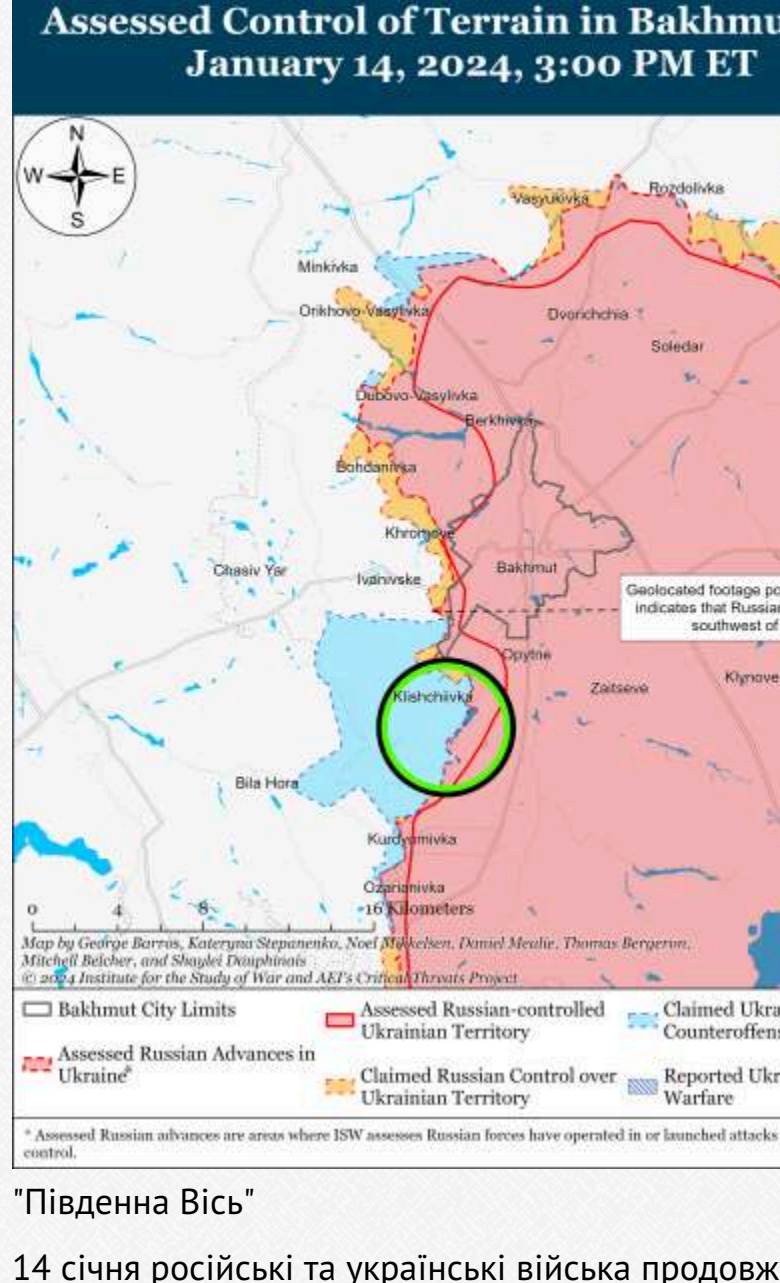 Assessed Control of Terrain in Bakhmu
January 14, 2024, 3:00 PM ET
N
W E
S
Vasyukivka
Rozdolivka
Minkivka
Orikhovo-Vasylivka
Dvorichchia
Soledar
Dubovo-Vasylivka
Berkhivka
Bohdanivka
Khromove
Chasiv Yar
Ivanivske
Bakhmut
Geolocated footage po
indicates that Russian
southwest of
Opytne
Klynove
Zaitseve
Klishchiivka
Bila Hora
Kurdyumivka
Ozarianivka
0 4 8 16 Kilometers
Map by George Barros, Kateryna Stepanenko, Noel Mikkelsen, Daniel Mealie, Thomas Bergeron,
Mitchell Belcher, and Shaylei Dauphinais
© 2024 Institute for the Study of War and AEI's Critical Threats Project
Bakhmut City Limits
Assessed Russian Advances in
Ukraine*
Assessed Russian-controlled
Ukrainian Territory
Claimed Russian Control over
Ukrainian Territory
Claimed Ukra
Counteroffens
Reported Ukr
Warfare
* Assessed Russian advances are areas where ISW assesses Russian forces have operated in or launched attacks
control.
"Південна Вісь"
14 січня російські та українські війська продовж